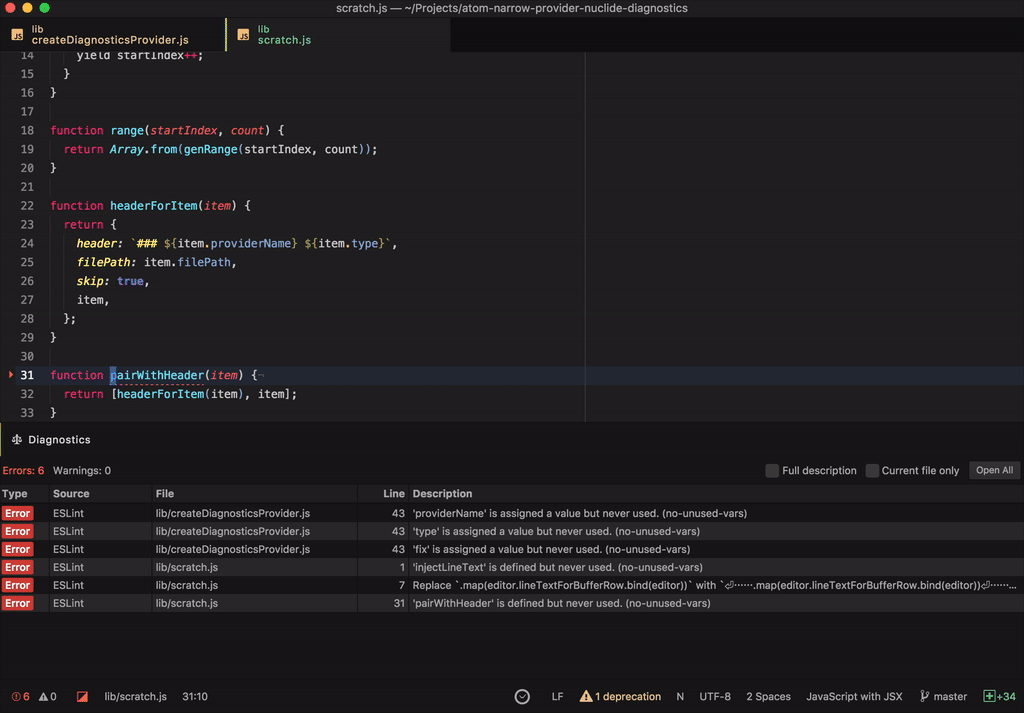 scratch.js — ~/Projects/atom-narrow-provider-nuclide-diagnostics
JS lib
createDiagnosticsProvider.js
JS lib
scratch.js
14 yield startIndex++;
15 }
16 }
17
18 function range(startIndex, count) {
19 return Array.from(genRange(startIndex, count));
20 }
21
22 function headerForItem(item) {
23 return {
24 header: `### ${item.providerName} ${item.type}`,
25 filePath: item.filePath,
26 skip: true,
27 item,
28 };
29 }
30
31 function pairWithHeader(item) {¬
32 return [headerForItem(item), item];
33 }
Diagnostics
Errors: 6 Warnings: 0 Full description Current file only Open All
Type Source File Line Description
Error ESLint lib/createDiagnosticsProvider.js 43 'providerName' is assigned a value but never used. (no-unused-vars)
Error ESLint lib/createDiagnosticsProvider.js 43 'type' is assigned a value but never used. (no-unused-vars)
Error ESLint lib/createDiagnosticsProvider.js 43 'fix' is assigned a value but never used. (no-unused-vars)
Error ESLint lib/scratch.js 1 'injectLineText' is defined but never used. (no-unused-vars)
Error ESLint lib/scratch.js 7 Replace `.map(editor.lineTextForBufferRow.bind(editor))` with `⏎······.map(editor.lineTextForBufferRow.bind(editor))⏎······...
Error ESLint lib/scratch.js 31 'pairWithHeader' is defined but never used. (no-unused-vars)
6 0 lib/scratch.js 31:10 LF 1 deprecation N UTF-8 2 Spaces JavaScript with JSX master +34